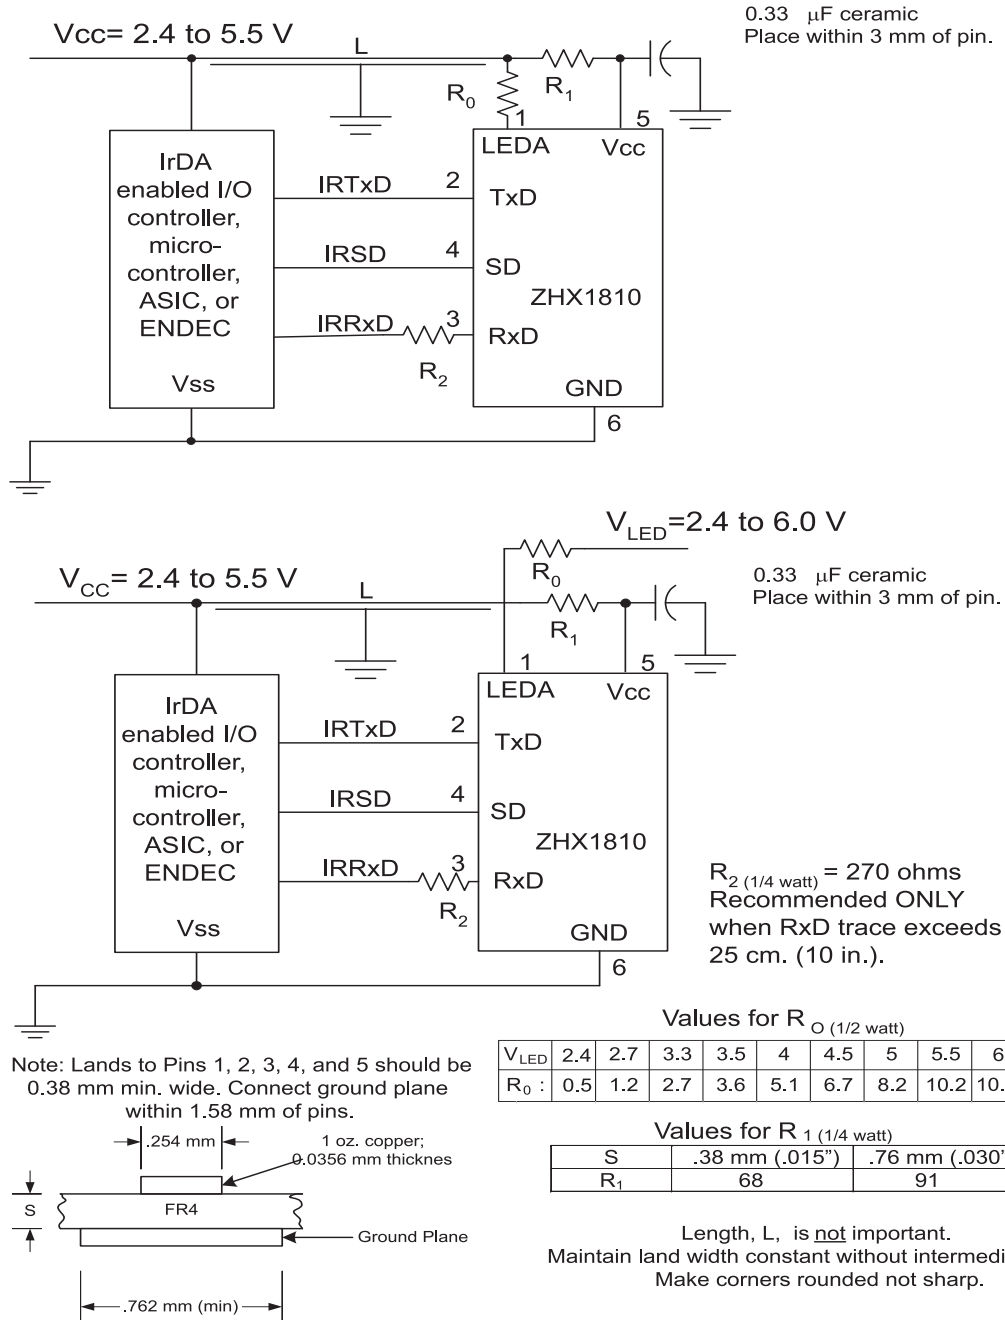 0.33 μF ceramic
Place within 3 mm of pin.
Vcc= 2.4 to 5.5 V
L
R0
R1
1
5
LEDA
Vcc
IrDA
enabled I/O
controller,
micro-
controller,
ASIC, or
ENDEC
Vss
IRTxD
2
TxD
IRSD
4
SD
ZHX1810
IRRxD
3
RxD
R2
GND
6
VLED=2.4 to 6.0 V
VCC= 2.4 to 5.5 V
L
R0
R1
0.33 μF ceramic
Place within 3 mm of pin.
1
5
LEDA
Vcc
IrDA
enabled I/O
controller,
micro-
controller,
ASIC, or
ENDEC
Vss
IRTxD
2
TxD
IRSD
4
SD
ZHX1810
IRRxD
3
RxD
R2
GND
6
R2 (1/4 watt) = 270 ohms
Recommended ONLY
when RxD trace exceeds
25 cm. (10 in.).
Values for R O (1/2 watt)
VLED 2.4 2.7 3.3 3.5 4 4.5 5 5.5 6
R0 : 0.5 1.2 2.7 3.6 5.1 6.7 8.2 10.2 10.
Note: Lands to Pins 1, 2, 3, 4, and 5 should be
0.38 mm min. wide. Connect ground plane
within 1.58 mm of pins.
.254 mm
1 oz. copper;
0.0356 mm thicknes
S
FR4
Ground Plane
.762 mm (min)
Values for R 1 (1/4 watt)
S .38 mm (.015”) .76 mm (.030”
R1 68 91
Length, L, is not important.
Maintain land width constant without intermedi
Make corners rounded not sharp.